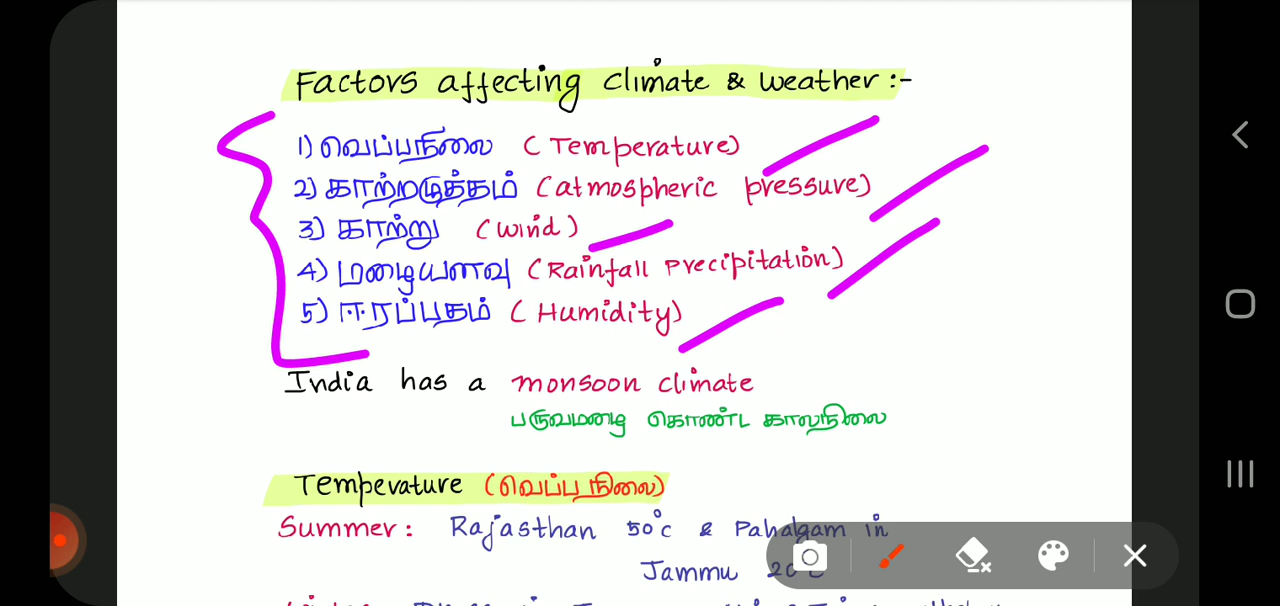 Factors affecting climate & weather :-
1) வெப்பநிலை (Temperature)
2) காற்றழுத்தம் (atmospheric pressure)
3) காற்று (wind)
4) மழையளவு (Rainfall Precipitation)
5) ஈரப்பதம் (Humidity)
India has a monsoon climate
பருவமழை கொண்ட காலநிலை
Temperature (வெப்பநிலை)
Summer: Rajasthan 50°c & Pahalgam in
Jammu 20°c